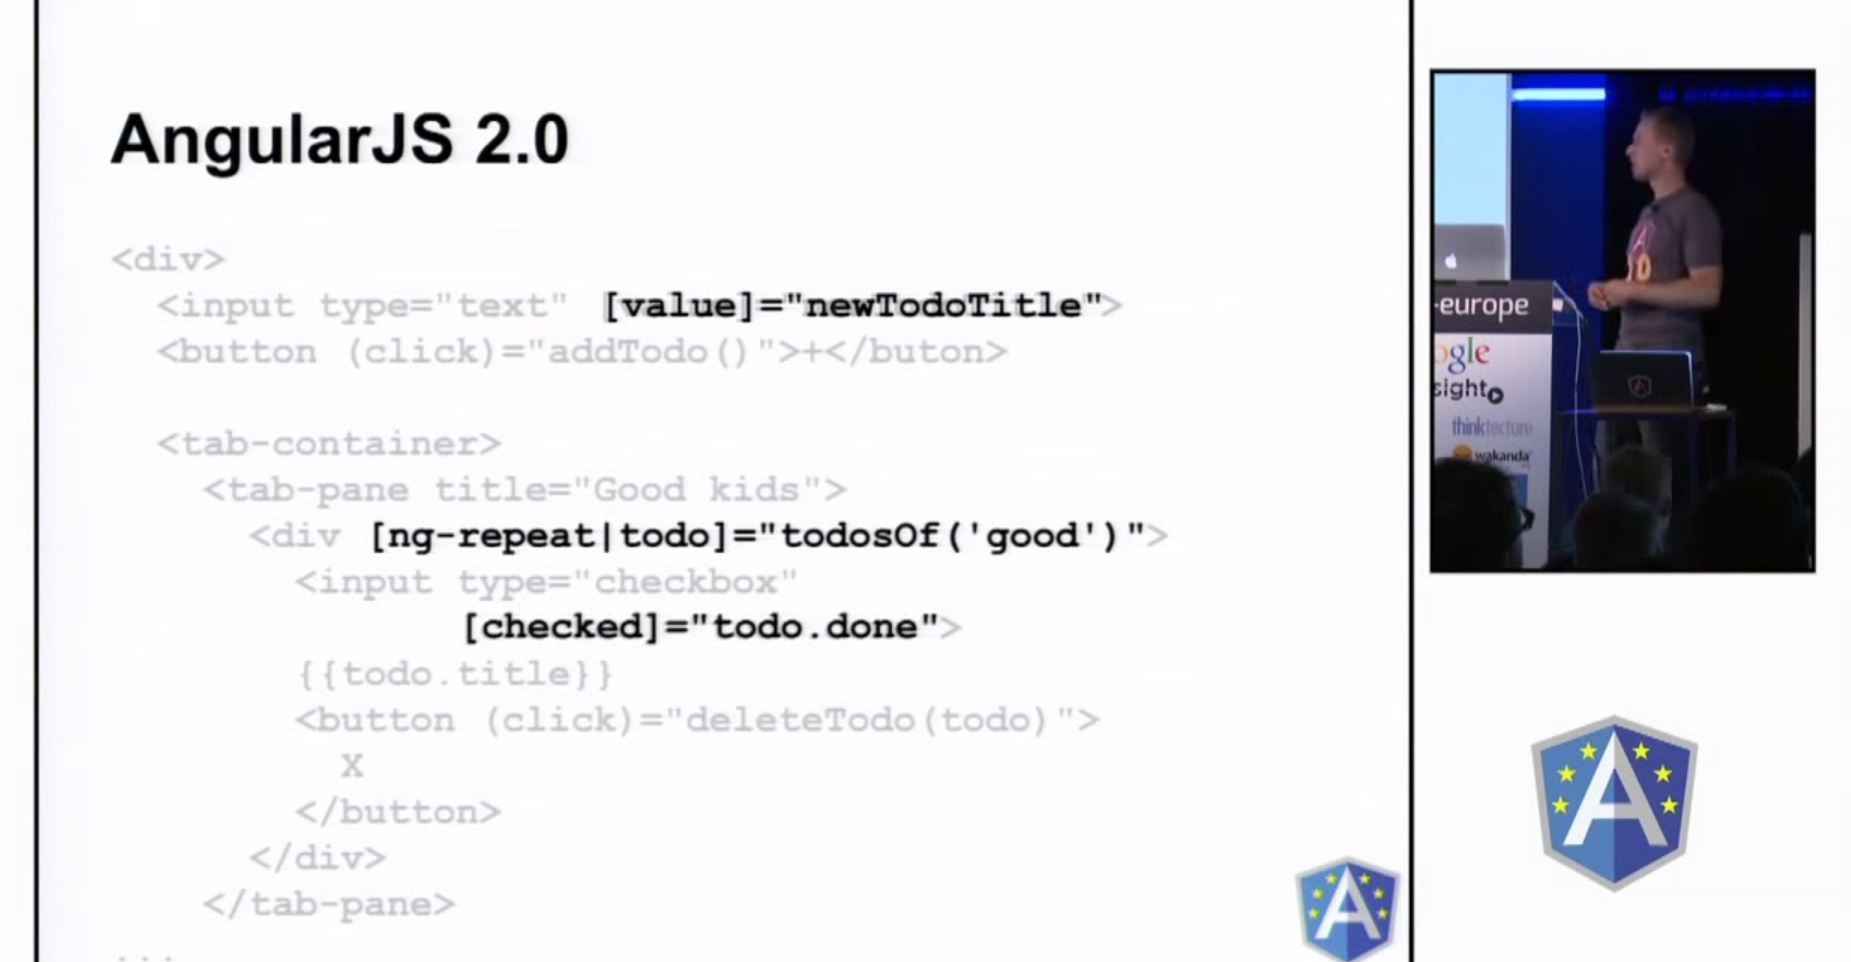 AngularJS 2.0
<div>
<input type="text" [value]="newTodoTitle">
<button (click)="addTodo()">+</buton>
<tab-container>
<tab-pane title="Good kids">
<div [ng-repeat|todo]="todosOf('good')">
<input type="checkbox"
[checked]="todo.done">
{{todo.title}}
<button (click)="deleteTodo(todo)">
X
</button>
</div>
</tab-pane>
...
-europe
ogle
sight
thinktecture
wakanda